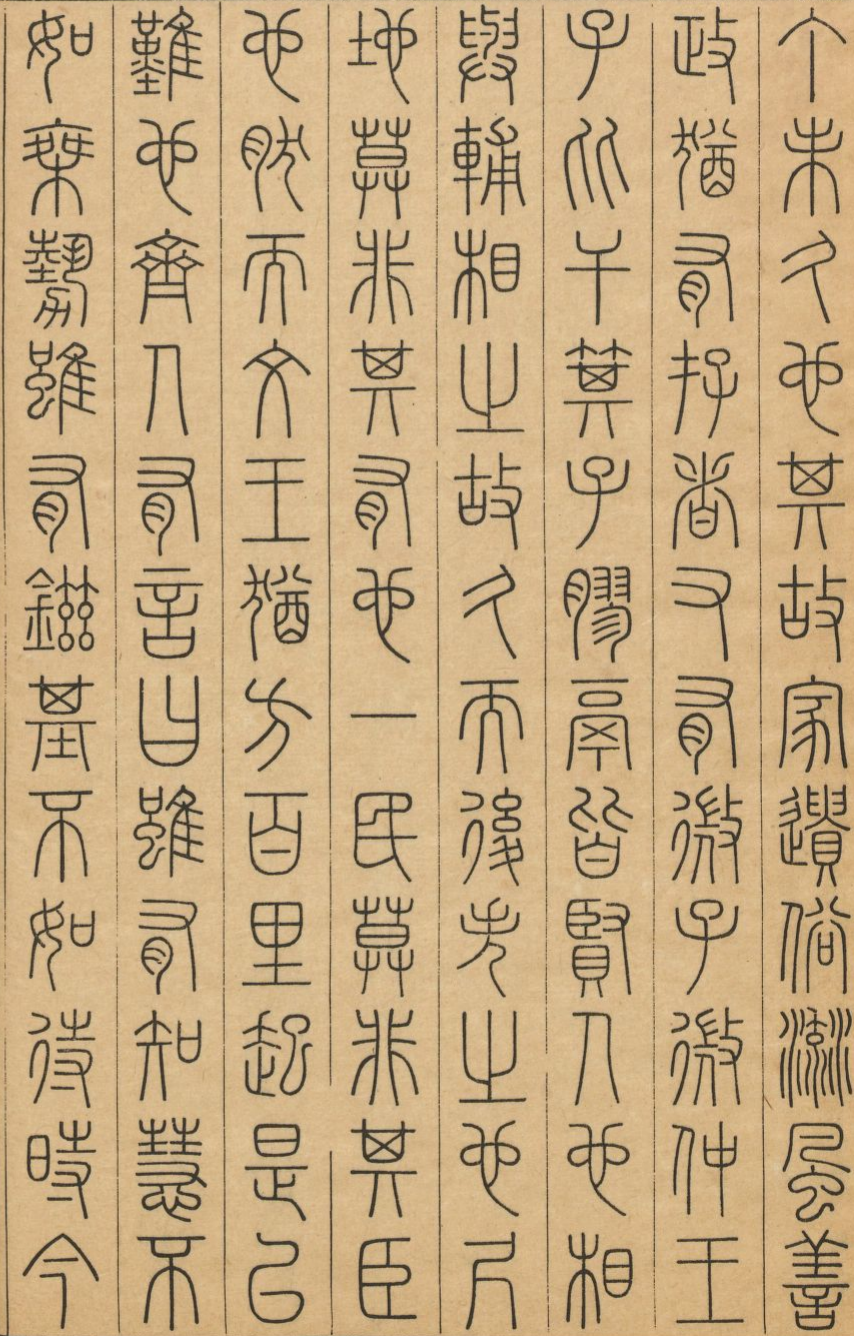 下未久也其故家遺俗流風善
政猶有存者又有微子微仲王
子比干箕子膠鬲皆賢人也相
與輔相之故久而後失之也尺
地莫非其有也一民莫非其臣
也然而文王猶方百里起是以
難也齊人有言曰雖有知慧不
如乘勢雖有鎡基不如待時今